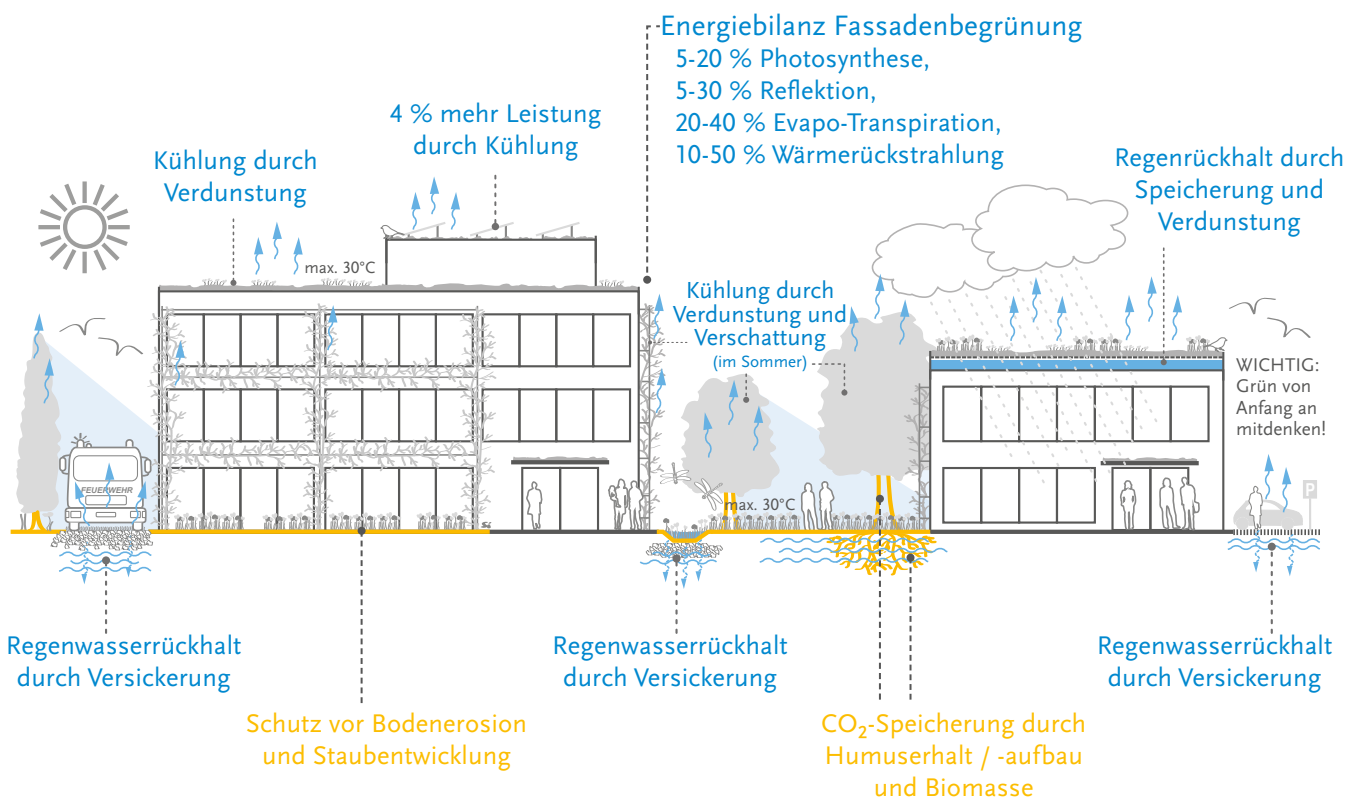 Energiebilanz Fassadenbegrünung
5-20 % Photosynthese,
5-30 % Reflektion,
20-40 % Evapo-Transpiration,
10-50 % Wärmerückstrahlung
4 % mehr Leistung
durch Kühlung
Kühlung durch
Verdunstung
Regenrückhalt durch
Speicherung und
Verdunstung
max. 30°C
Kühlung durch
Verdunstung und
Verschattung
(im Sommer)
WICHTIG:
Grün von
Anfang an
mitdenken!
FEUERWEHR
max. 30°C
P
Regenwasserrückhalt
durch Versickerung
Regenwasserrückhalt
durch Versickerung
Regenwasserrückhalt
durch Versickerung
Schutz vor Bodenerosion
und Staubentwicklung
CO₂-Speicherung durch
Humuserhalt / -aufbau
und Biomasse